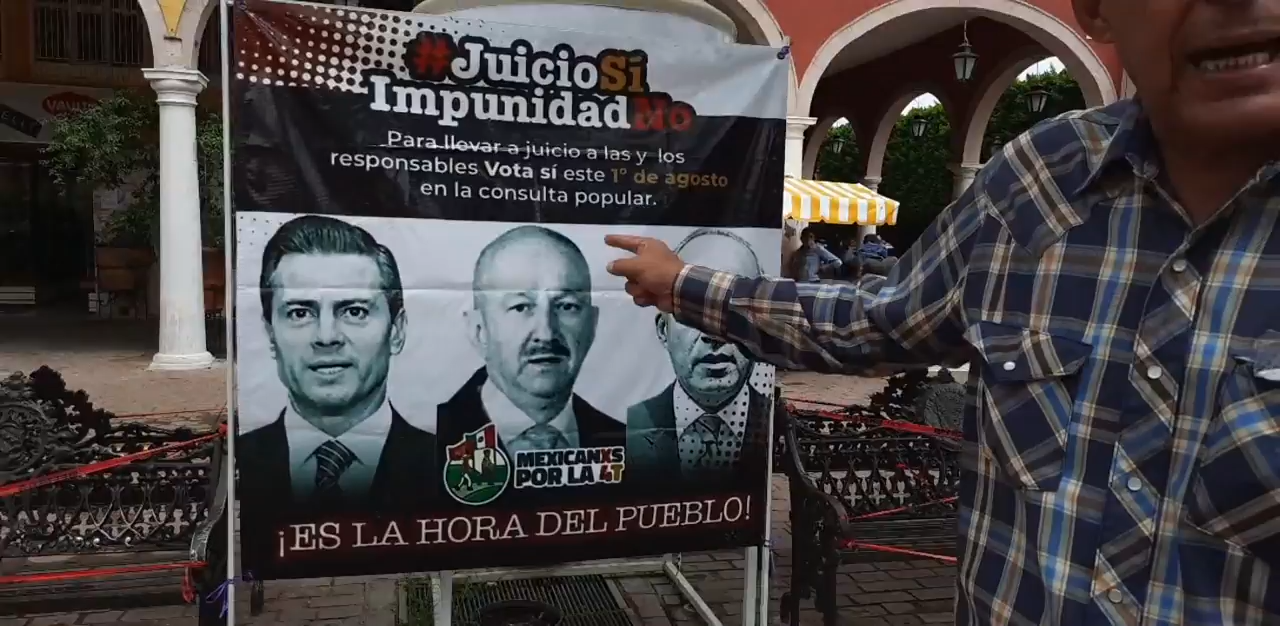 #JuicioSí
ImpunidadNo
Para llevar a juicio a las y los
responsables Vota sí este 1° de agosto
en la consulta popular.
MEXICANXS
POR LA 4T
¡ES LA HORA DEL PUEBLO!